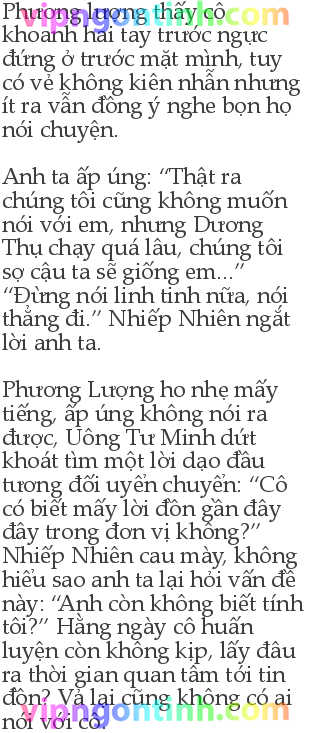 vipngontinh.com
Phương lượng thấy cô
khoanh hai tay trước ngực
đứng ở trước mặt mình, tuy
có vẻ không kiên nhẫn nhưng
ít ra vẫn đồng ý nghe bọn họ
nói chuyện.
Anh ta ấp úng: “Thật ra
chúng tôi cũng không muốn
nói với em, nhưng Dương
Thụ chạy quá lâu, chúng tôi
sợ cậu ta sẽ giống em...”
“Đừng nói linh tinh nữa, nói
thẳng đi.” Nhiếp Nhiên ngắt
lời anh ta.
Phương Lượng ho nhẹ mấy
tiếng, ấp úng không nói ra
được, Uông Tư Minh dứt
khoát tìm một lời dạo đầu
tương đối uyển chuyển: “Cô
có biết mấy lời đồn gần đây
đây trong đơn vị không?”
Nhiếp Nhiên cau mày, không
hiểu sao anh ta lại hỏi vấn đề
này: “Anh còn không biết tính
tôi?” Hằng ngày cô huấn
luyện còn không kịp, lấy đâu
ra thời gian quan tâm tới tin
đồn? Vả lại cũng không có ai
nói với cô.
vipngontinh.com